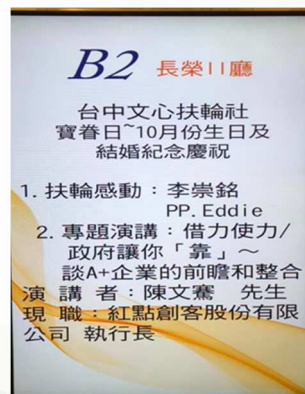 B2 長榮II廳
台中文心扶輪社
寶眷日~10月份生日及
結婚紀念慶祝
1. 扶輪感動：李崇銘
PP.Eddie
2. 專題演講：借力使力/
政府讓你「靠」～
談A+企業的前瞻和整合
演 講 者：陳文騫 先生
現 職：紅點創客股份有限
公司 執行長